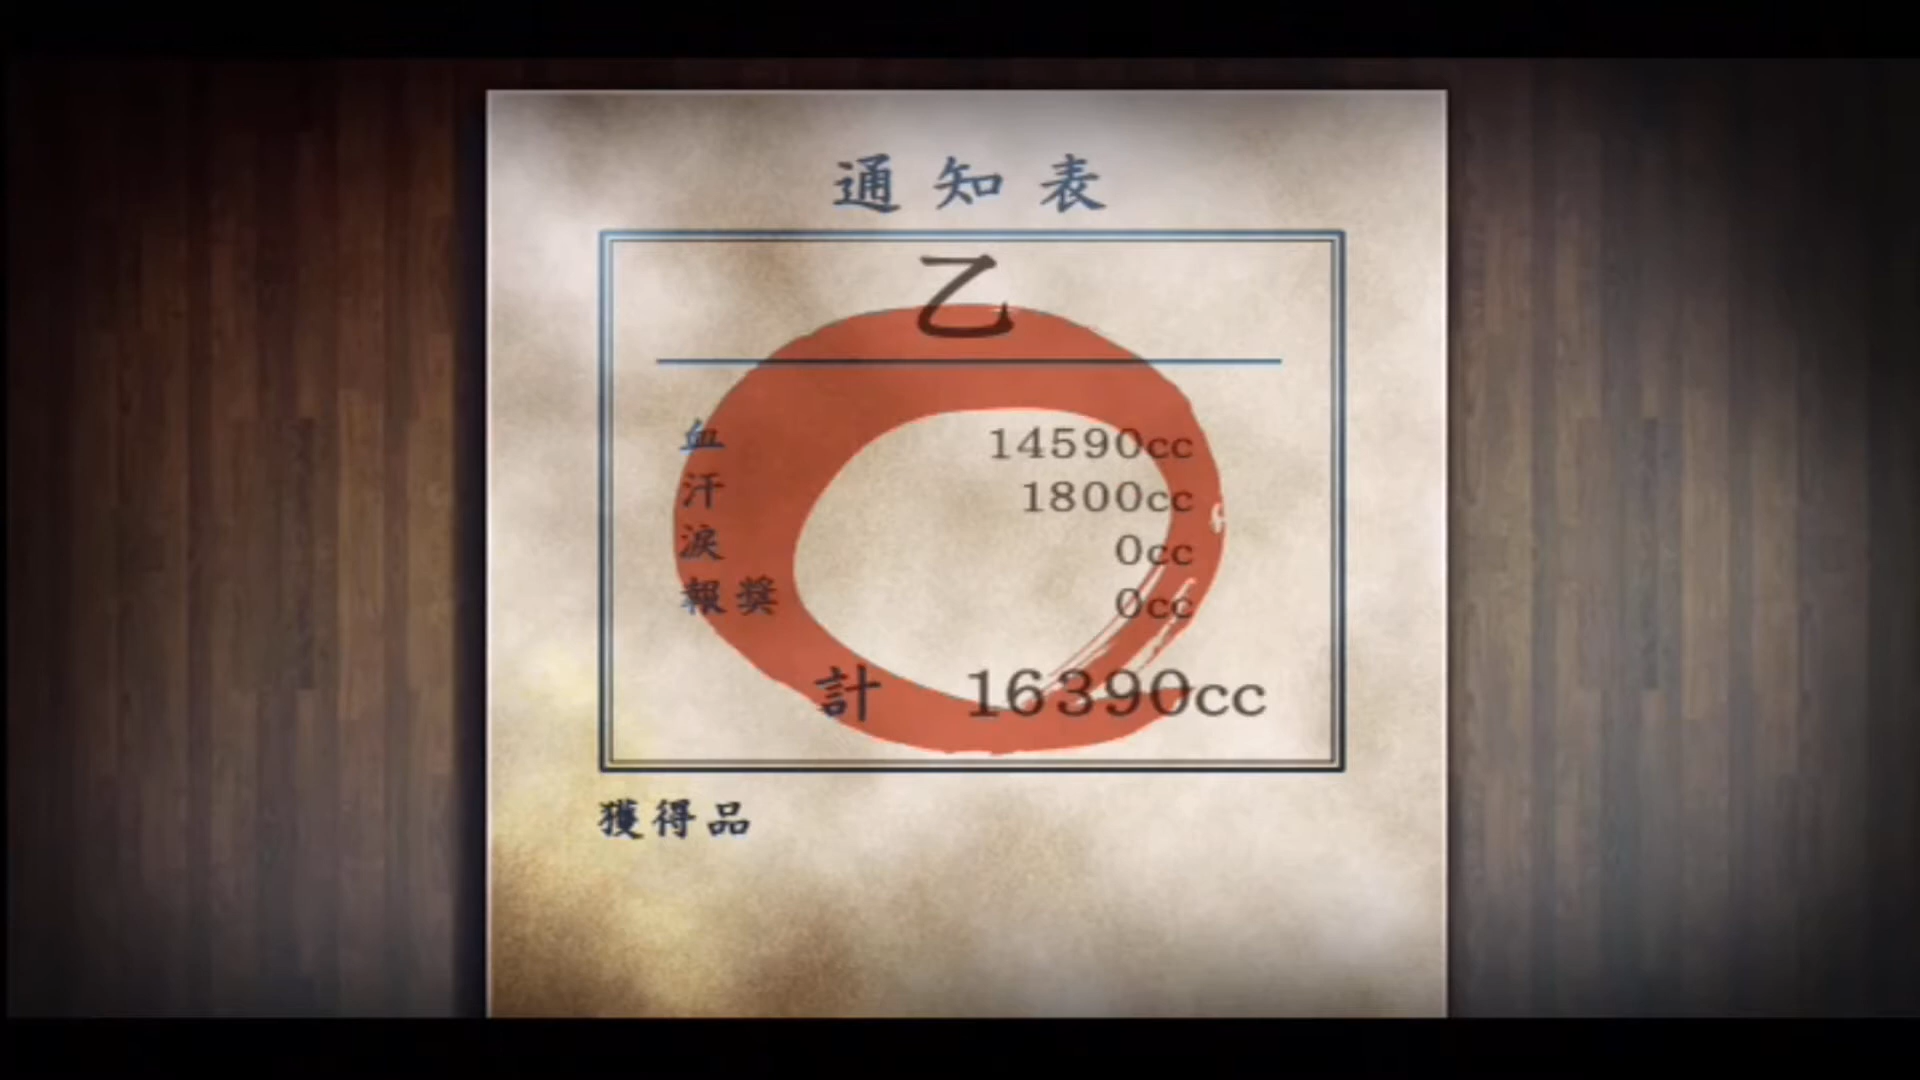 通知表
乙
血 14590cc
汗 1800cc
涙 0cc
報奨 0cc
計 16390cc
獲得品